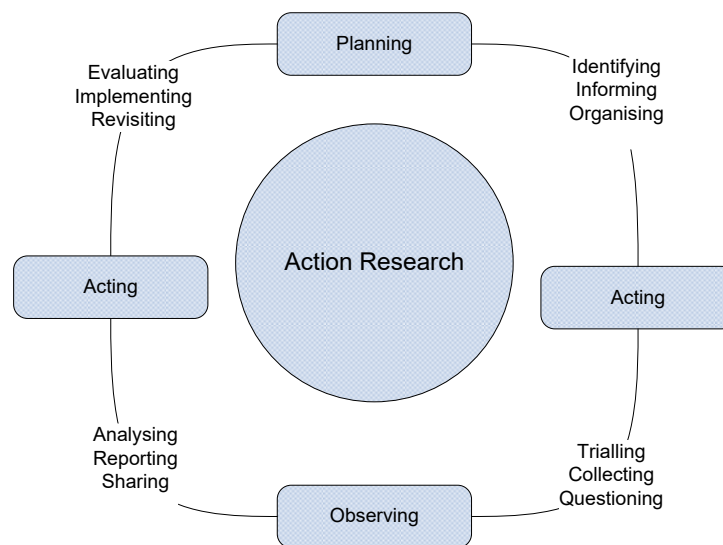 Planning
Evaluating
Implementing
Revisiting
Identifying
Informing
Organising
Action Research
Acting
Acting
Analysing
Reporting
Sharing
Trialling
Collecting
Questioning
Observing